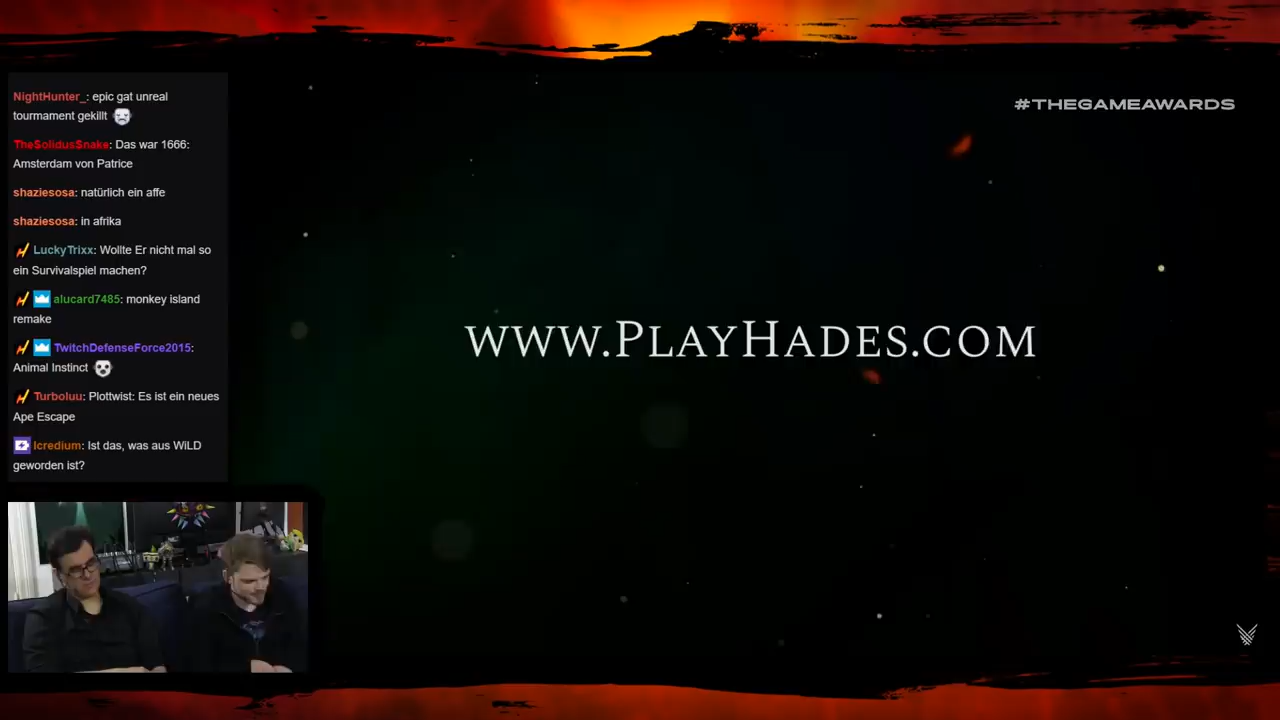 #THEGAMEAWARDS
NightHunter_: epic gat unreal
tournament gekillt
TheSolidusSnake: Das war 1666:
Amsterdam von Patrice
shaziesosa: natürlich ein affe
shaziesosa: in afrika
LuckyTrixx: Wollte Er nicht mal so
ein Survivalspiel machen?
alucard7485: monkey island
remake
TwitchDefenseForce2015:
Animal Instinct
Turboluu: Plottwist: Es ist ein neues
Ape Escape
Icredium: Ist das, was aus WiLD
geworden ist?
www.PlayHades.com